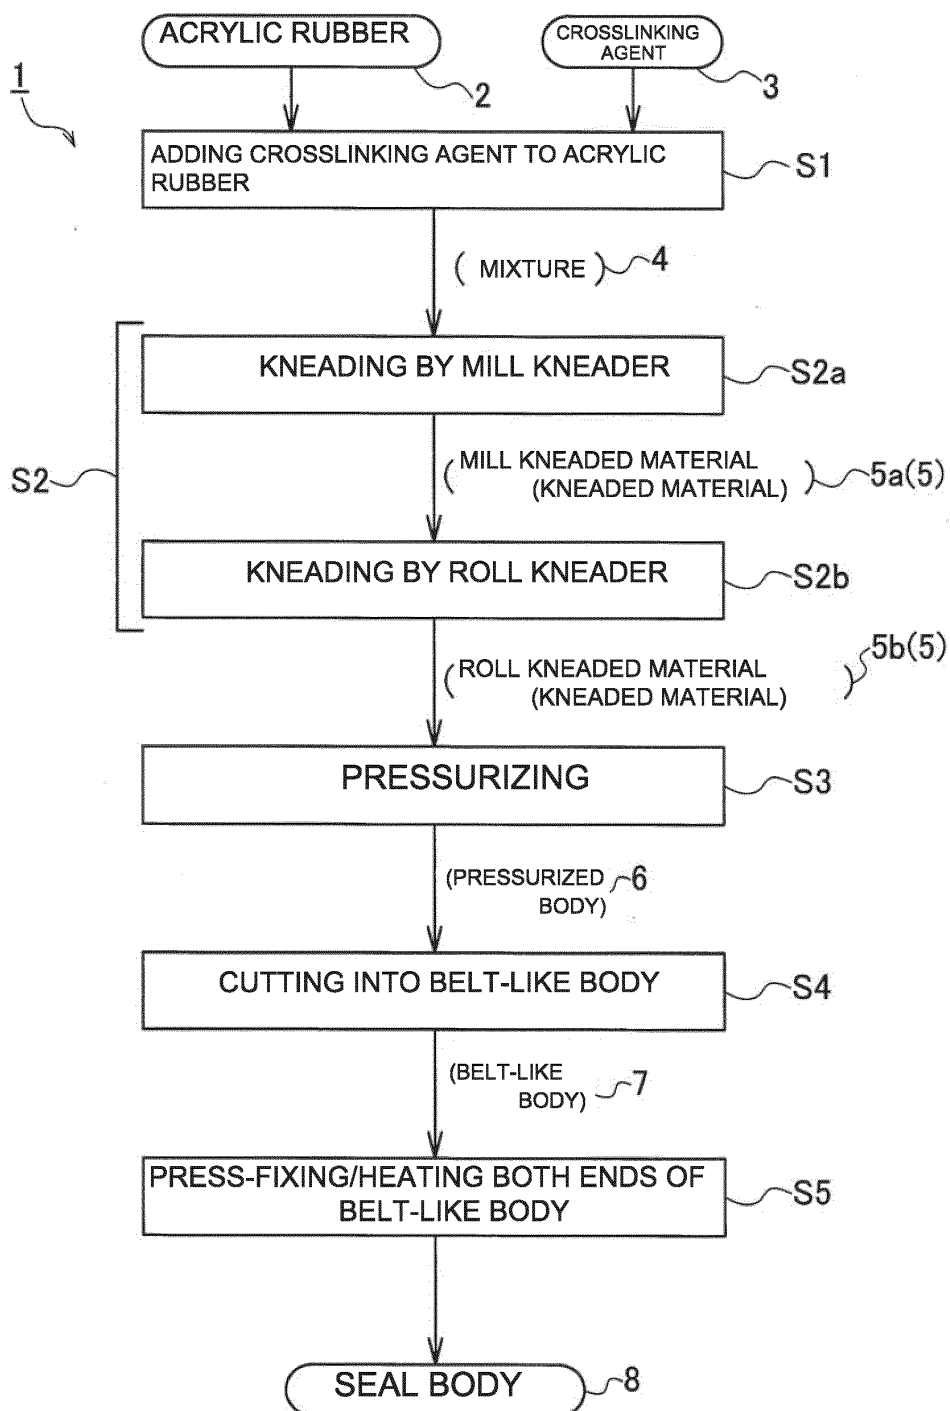 ACRYLIC RUBBER
CROSSLINKING
AGENT
1
2
3
ADDING CROSSLINKING AGENT TO ACRYLIC
RUBBER
S1
(MIXTURE)
4
KNEADING BY MILL KNEADER
S2a
S2
(MILL KNEADED MATERIAL
(KNEADED MATERIAL))
5a(5)
KNEADING BY ROLL KNEADER
S2b
5b(5)
(ROLL KNEADED MATERIAL
(KNEADED MATERIAL))
PRESSURIZING
S3
(PRESSURIZED
BODY)
6
CUTTING INTO BELT-LIKE BODY
S4
(BELT-LIKE
BODY)
7
PRESS-FIXING/HEATING BOTH ENDS OF
BELT-LIKE BODY
S5
SEAL BODY
8